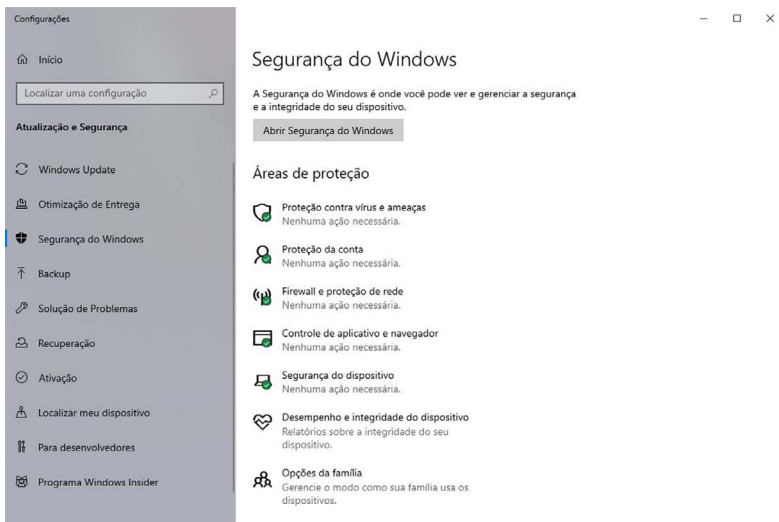 Configurações
Início
Localizar uma configuração
Atualização e Segurança
Windows Update
Otimização de Entrega
Segurança do Windows
Backup
Solução de Problemas
Recuperação
Ativação
Localizar meu dispositivo
Para desenvolvedores
Programa Windows Insider
Segurança do Windows
A Segurança do Windows é onde você pode ver e gerenciar a segurança
e a integridade do seu dispositivo.
Abrir Segurança do Windows
Áreas de proteção
Proteção contra vírus e ameaças
Nenhuma ação necessária.
Proteção da conta
Nenhuma ação necessária.
Firewall e proteção de rede
Nenhuma ação necessária.
Controle de aplicativo e navegador
Nenhuma ação necessária.
Segurança do dispositivo
Nenhuma ação necessária.
Desempenho e integridade do dispositivo
Relatórios sobre a integridade do seu
dispositivo.
Opções da família
Gerencie o modo como sua família usa os
dispositivos.